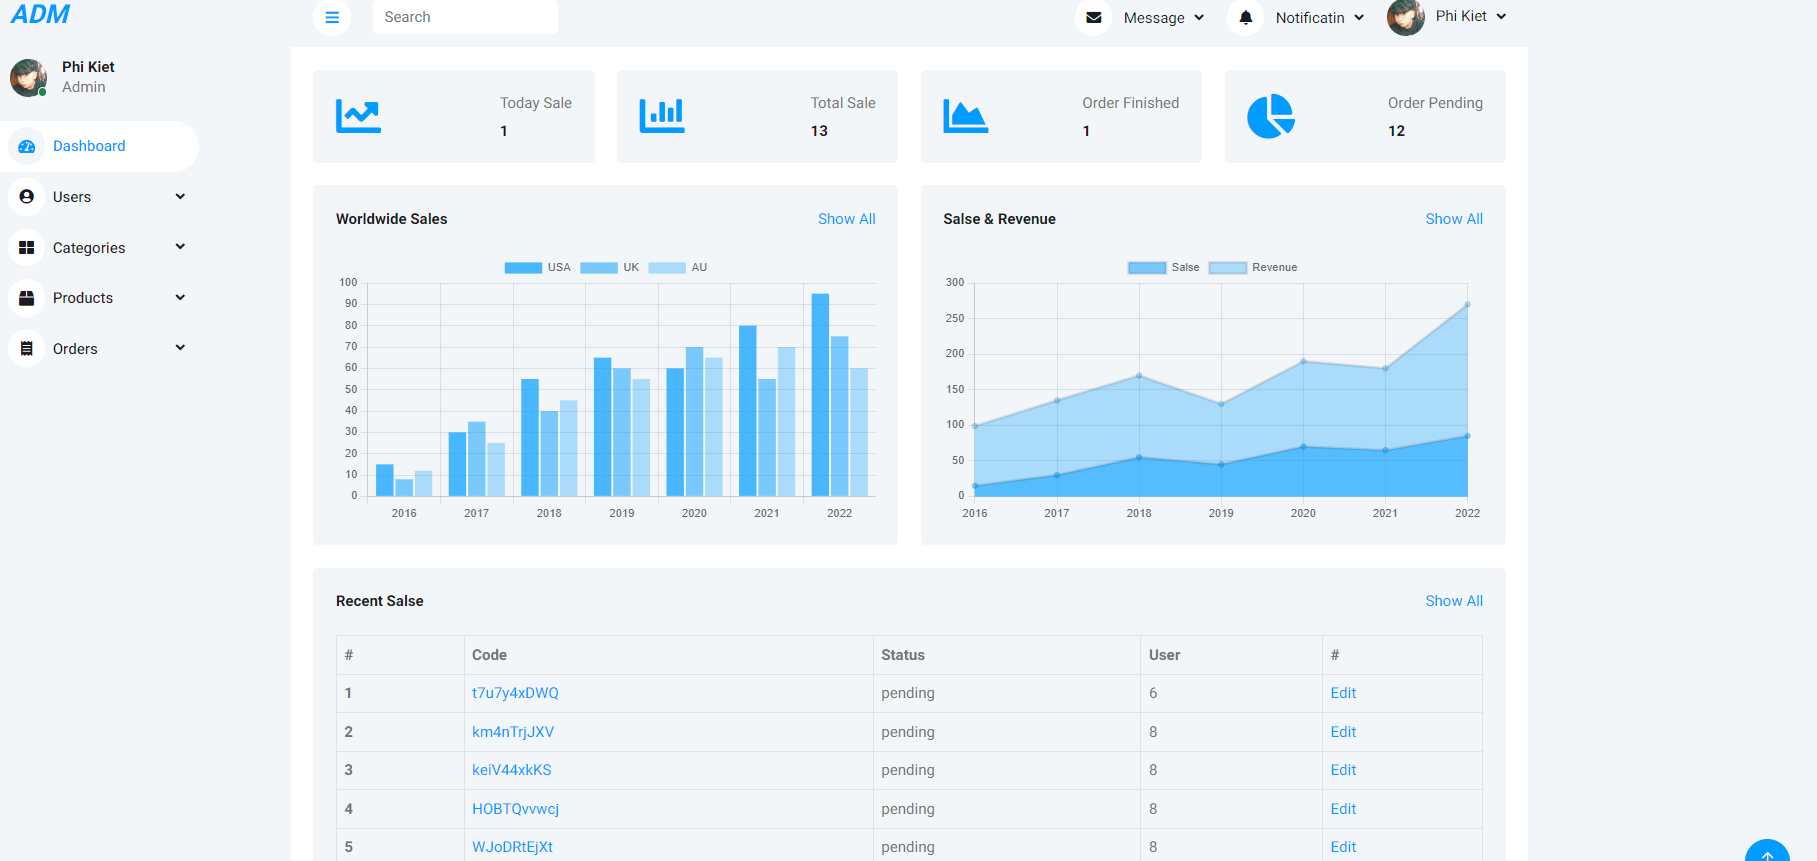 ADM
Search
Message
Notificatin
Phi Kiet
Phi Kiet
Admin
Dashboard
Users
Categories
Products
Orders
Today Sale
1
Total Sale
13
Order Finished
1
Order Pending
12
Worldwide Sales
Show All
USA UK AU
100
90
80
70
60
50
40
30
20
10
0
2016 2017 2018 2019 2020 2021 2022
Salse & Revenue
Show All
Salse Revenue
300
250
200
150
100
50
0
2016 2017 2018 2019 2020 2021 2022
Recent Salse
Show All
# Code Status User #
1 t7u7y4xDWQ pending 6 Edit
2 km4nTrjJXV pending 8 Edit
3 keiV44xkKS pending 8 Edit
4 HOBTQvvwcj pending 8 Edit
5 WJoDRtEjXt pending 8 Edit